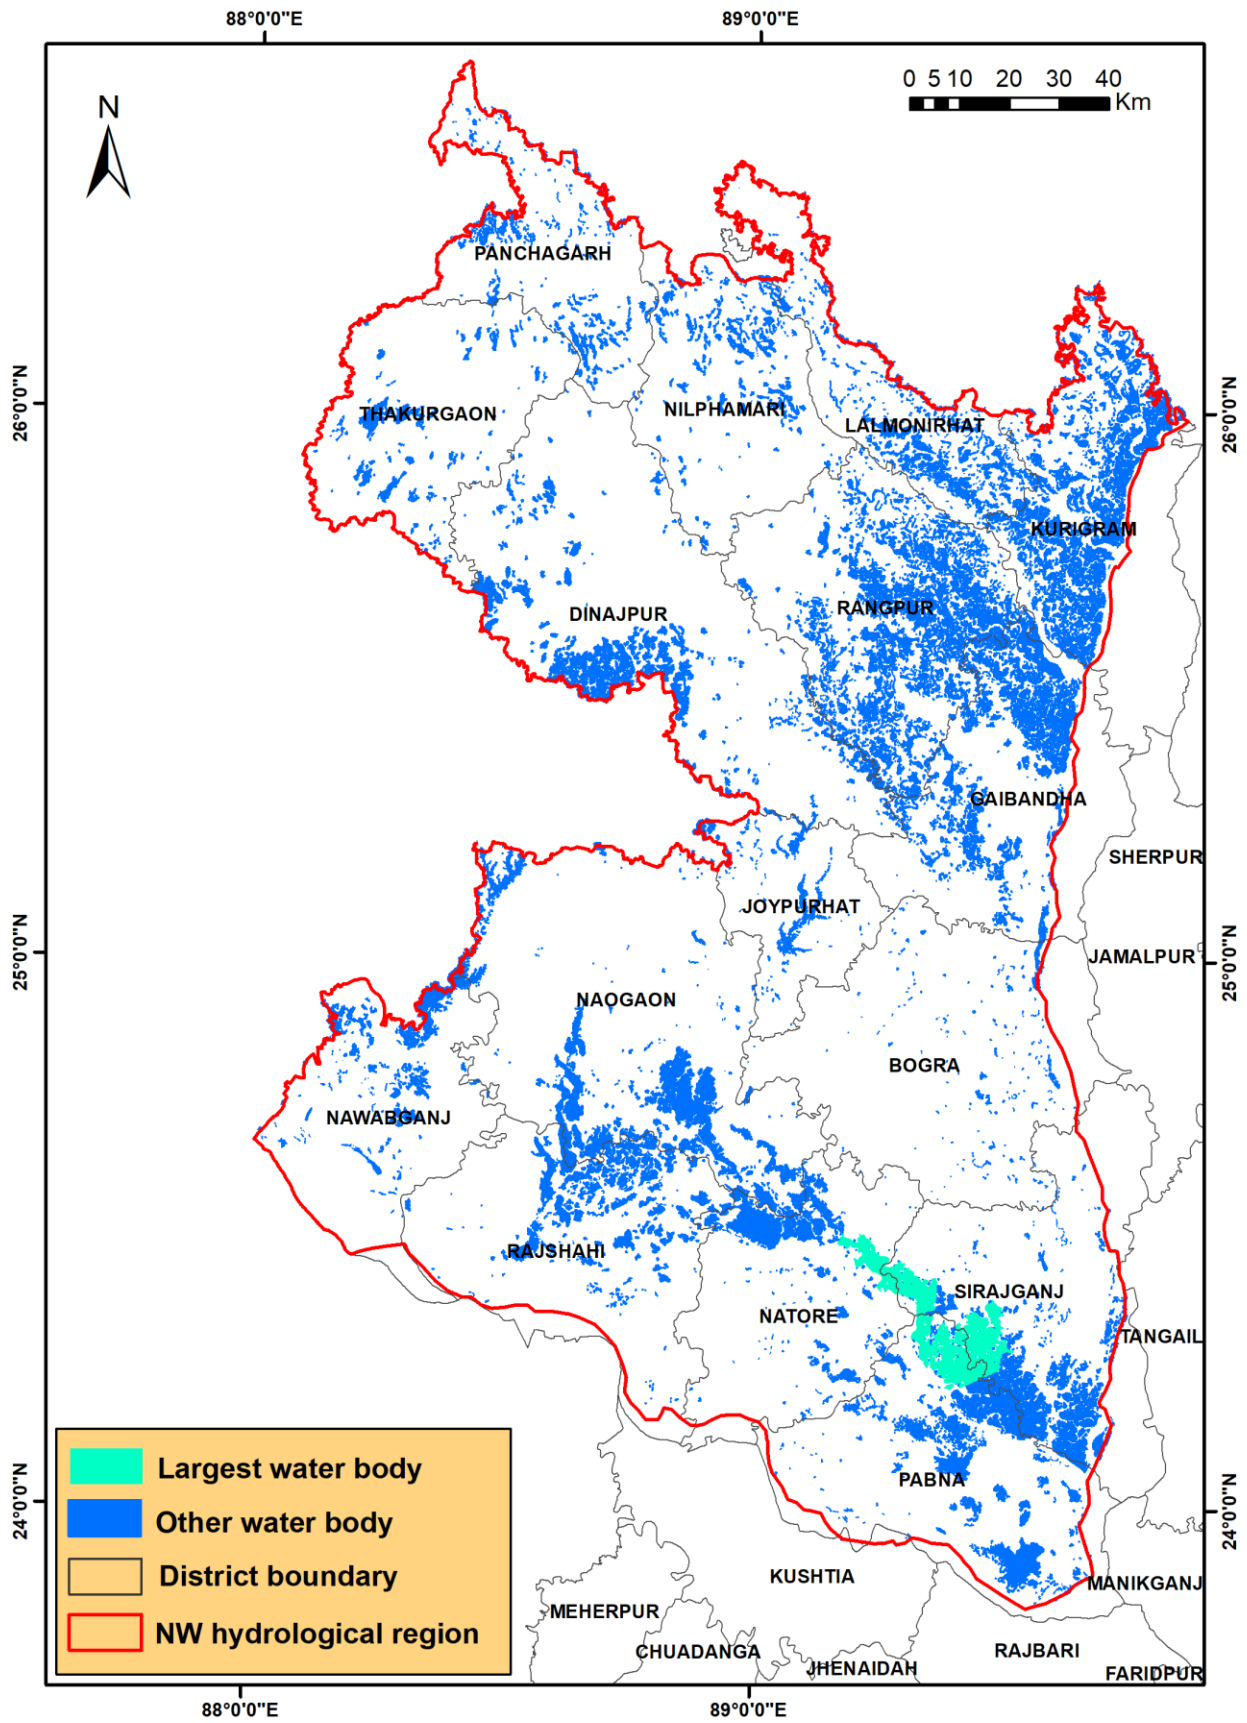 88°0'0"E 89°0'0"E
0 5 10 20 30 40
Km
N
PANCHAGARH
26°0'0"N
THAKURGAON
NILPHAMARI
LALMONIRHAT
26°0'0"N
KURIGRAM
RANGPUR
DINAJPUR
GAIBANDHA
SHERPUR
JOYPURHAT
25°0'0"N
JAMALPUR
25°0'0"N
NAOGAON
BOGRA
NAWABGANJ
RAJSHAHI
SIRAJGANJ
NATORE
TANGAIL
Largest water body
PABNA
24°0'0"N
Other water body
24°0'0"N
District boundary
KUSHTIA
MANIKGANJ
MEHERPUR
NW hydrological region
CHUADANGA
RAJBARI
JHENAIDAH
FARIDPUR
88°0'0"E 89°0'0"E